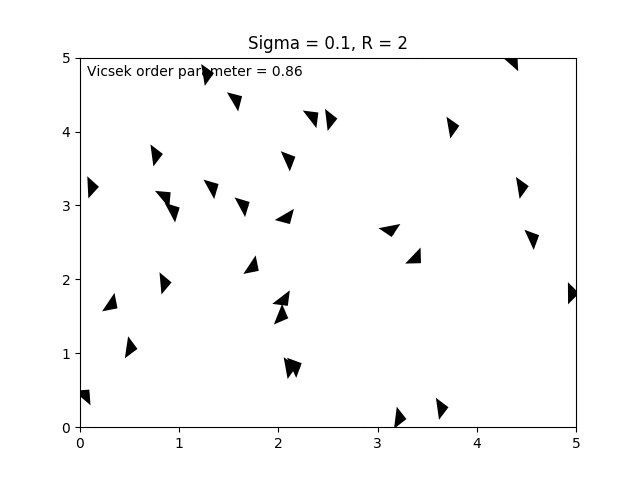 Sigma = 0.1, R = 2
Vicsek order parameter = 0.86
5
4
3
2
1
0
0 1 2 3 4 5